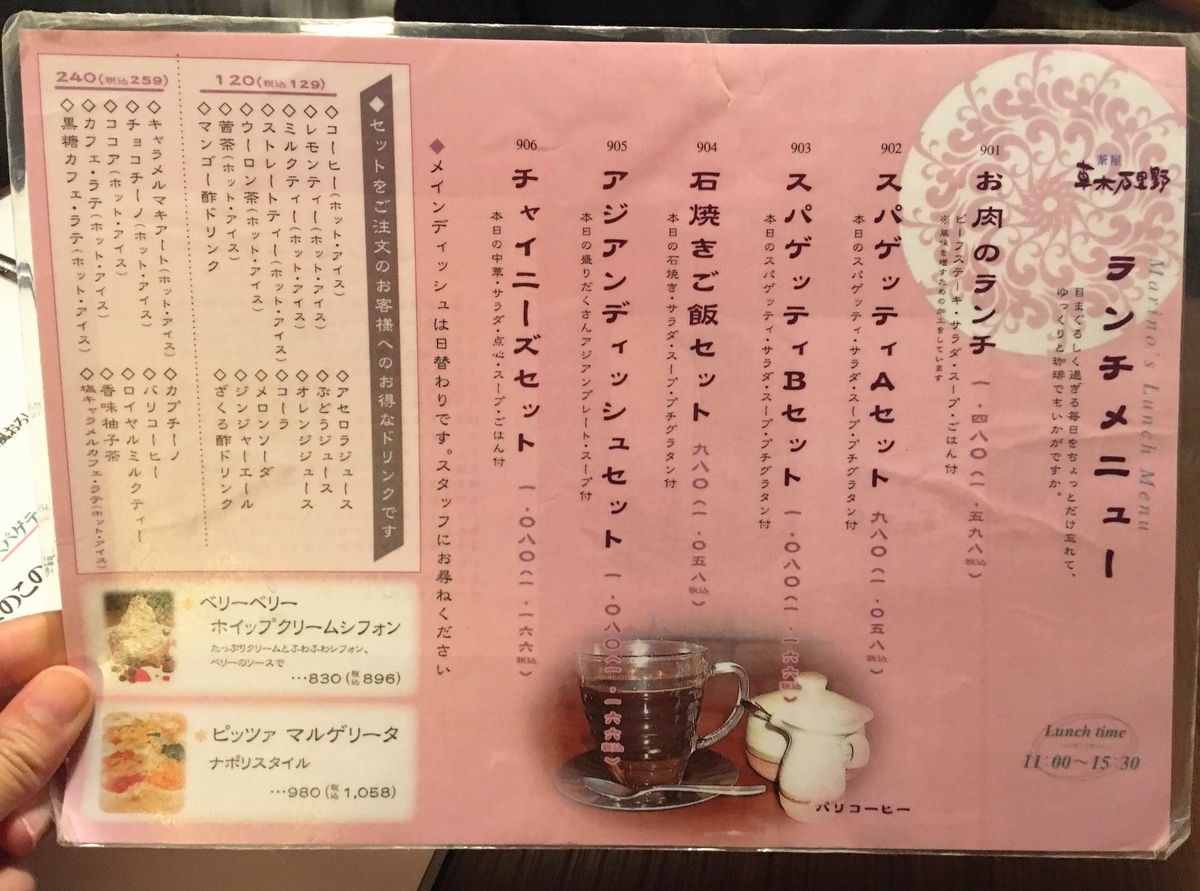 茶屋
草木万里野
Marino's Lunch Menu
ランチメニュー
目まぐるしく過ぎる毎日をちょっとだけ忘れて、
ゆっくりと珈琲でもいかがですか。
901
お肉のランチ 一・四八〇(一・五九八税込)
ビーフステーキ・サラダ・スープ・ごはん付
※風味を増すための加工をしています
902
スパゲッティAセット 九八〇(一・〇五八税込)
本日のスパゲッティ・サラダ・スープ・プチグラタン付
903
スパゲッティBセット 一・〇八〇(一・一六六税込)
本日のスパゲッティ・サラダ・スープ・プチグラタン付
904
石焼きご飯セット 九八〇(一・〇五八税込)
本日の石焼き・サラダ・スープ・プチグラタン付
905
アジアンディッシュセット 一・〇八〇(一・一六六税込)
本日の盛りだくさんアジアンプレート・スープ付
906
チャイニーズセット 一・〇八〇(一・一六六税込)
本日の中華・サラダ・点心・スープ・ごはん付
◆メインディッシュは日替わりです。スタッフにお尋ねください
Lunch time
11:00〜15:30
バリコーヒー
◆セットをご注文のお客様へのお得なドリンクです
120(税込129)
◇コーヒー(ホット・アイス)
◇レモンティー(ホット・アイス)
◇ミルクティー(ホット・アイス)
◇ストレートティー(ホット・アイス)
◇ウーロン茶(ホット・アイス)
◇茜茶(ホット・アイス)
◇マンゴー酢ドリンク
◇アセロラジュース
◇ぶどうジュース
◇オレンジジュース
◇コーラ
◇メロンソーダ
◇ジンジャーエール
◇ざくろ酢ドリンク
240(税込259)
◇キャラメルマキアート(ホット・アイス)
◇チョコチーノ(ホット・アイス)
◇ココア(ホット・アイス)
◇カフェ・ラテ(ホット・アイス)
◇黒糖カフェ・ラテ(ホット・アイス)
◇カプチーノ
◇バリコーヒー
◇ロイヤルミルクティー
◇香味柚子茶
◇塩キャラメルカフェ・ラテ(ホット・アイス)
ベリーベリー
ホイップクリームシフォン
たっぷりクリームとふわふわシフォン、
ベリーのソースで
…830(税込896)
ピッツァ マルゲリータ
ナポリスタイル
…980(税込1,058)